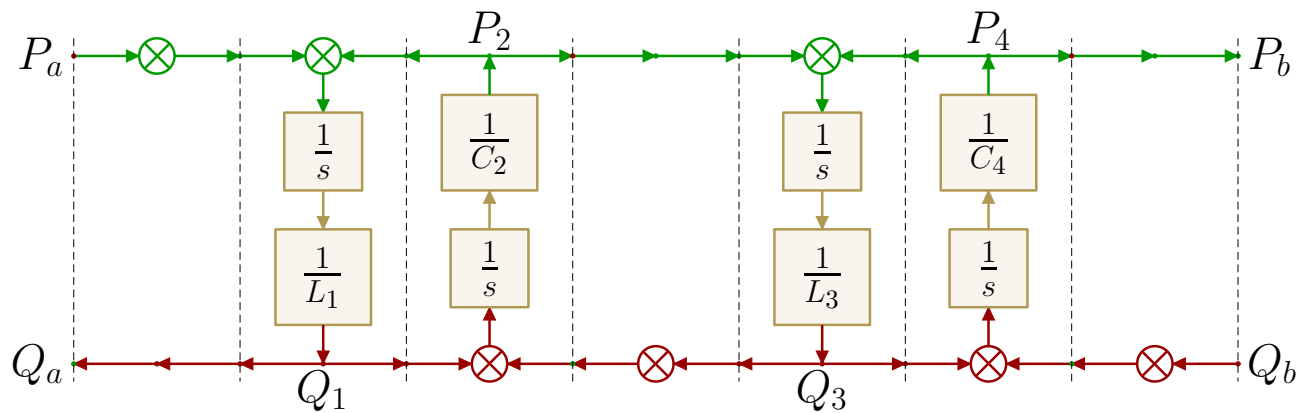 P_a P_2 P_4 P_b
1/s 1/C_2 1/s 1/C_4
1/L_1 1/s 1/L_3 1/s
Q_a Q_1 Q_3 Q_b